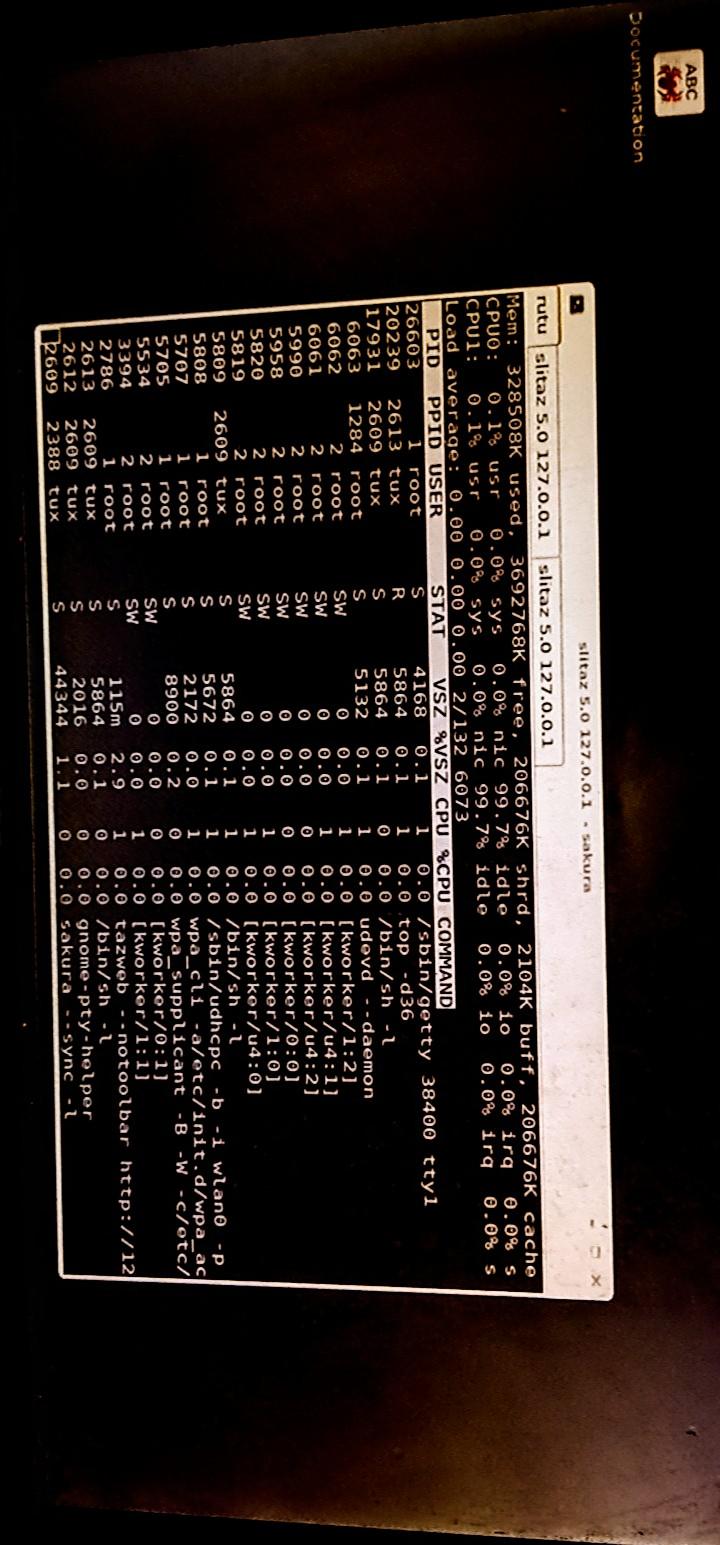 ABC
Documentation
slitaz 5.0 127.0.0.1 - sakura
rutu slitaz 5.0 127.0.0.1 slitaz 5.0 127.0.0.1
Mem: 328508K used, 3692768K free, 206676K shrd, 2104K buff, 206676K cache
CPU0: 0.1% usr 0.0% sys 0.0% nic 99.7% idle 0.0% io 0.0% irq 0.0% s
CPU1: 0.1% usr 0.0% sys 0.0% nic 99.7% idle 0.0% io 0.0% irq 0.0% s
Load average: 0.00 0.00 0.00 2/132 6073
PID PPID USER STAT VSZ %VSZ CPU %CPU COMMAND
26603 1 root S 4168 0.1 1 0.0 /sbin/getty 38400 tty1
20239 2613 tux R 5864 0.1 1 0.0 top -d36
17931 2609 tux S 5864 0.1 0 0.0 /bin/sh -l
6063 1284 root S 5132 0.1 1 0.0 udevd --daemon
6062 2 root SW 0 0.0 1 0.0 [kworker/1:2]
6061 2 root SW 0 0.0 1 0.0 [kworker/u4:1]
5990 2 root SW 0 0.0 0 0.0 [kworker/u4:2]
5958 2 root SW 0 0.0 0 0.0 [kworker/0:0]
5820 2 root SW 0 0.0 1 0.0 [kworker/1:0]
5819 2 root SW 0 0.0 1 0.0 [kworker/u4:0]
5809 2609 tux S 5864 0.1 1 0.0 /bin/sh -l
5808 1 root S 5672 0.1 1 0.0 /sbin/udhcpc -b -i wlan0 -p
5707 1 root S 2172 0.0 1 0.0 wpa_cli -a/etc/init.d/wpa_ac
5705 1 root S 8900 0.2 0 0.0 wpa_supplicant -B -W -c/etc/
5534 2 root SW 0 0.0 0 0.0 [kworker/0:1]
3394 2 root SW 0 0.0 1 0.0 [kworker/1:1]
2786 1 root S 115m 2.9 1 0.0 tazweb --notoolbar http://12
2613 2609 tux S 5864 0.1 0 0.0 /bin/sh -l
2612 2609 tux S 2016 0.0 0 0.0 gnome-pty-helper
2609 2388 tux S 44344 1.1 0 0.0 sakura --sync -l